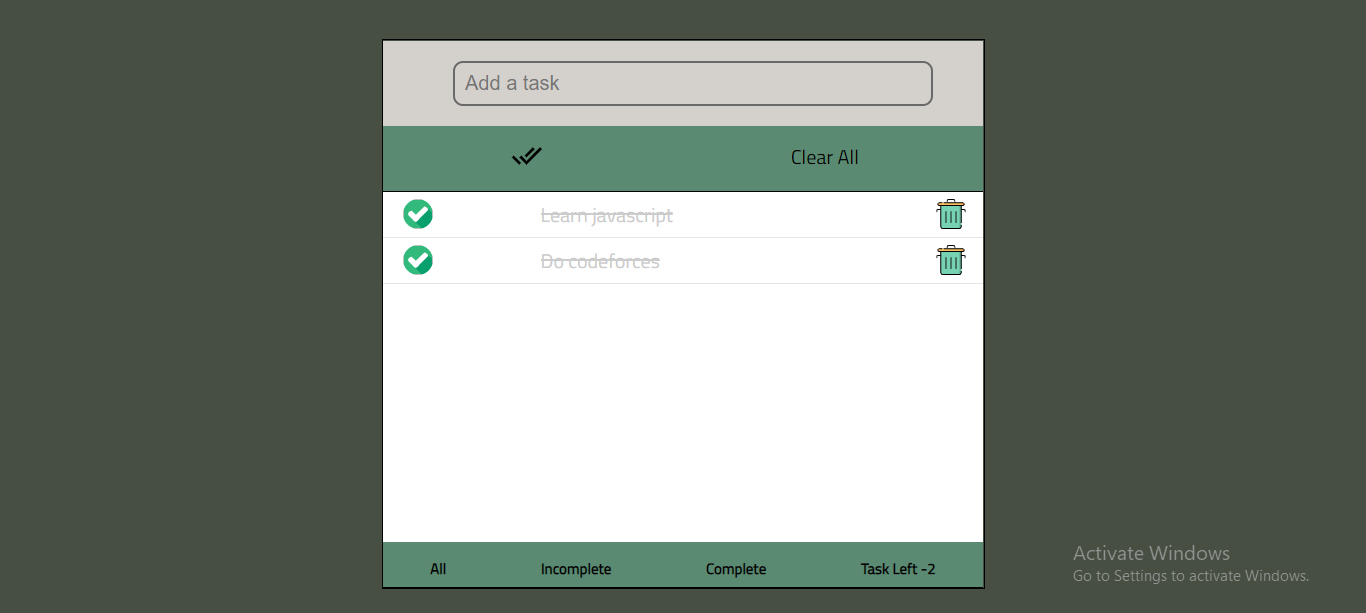 Add a task
Clear All
Learn javascript
Do codeforces
All Incomplete Complete Task Left -2
Activate Windows
Go to Settings to activate Windows.